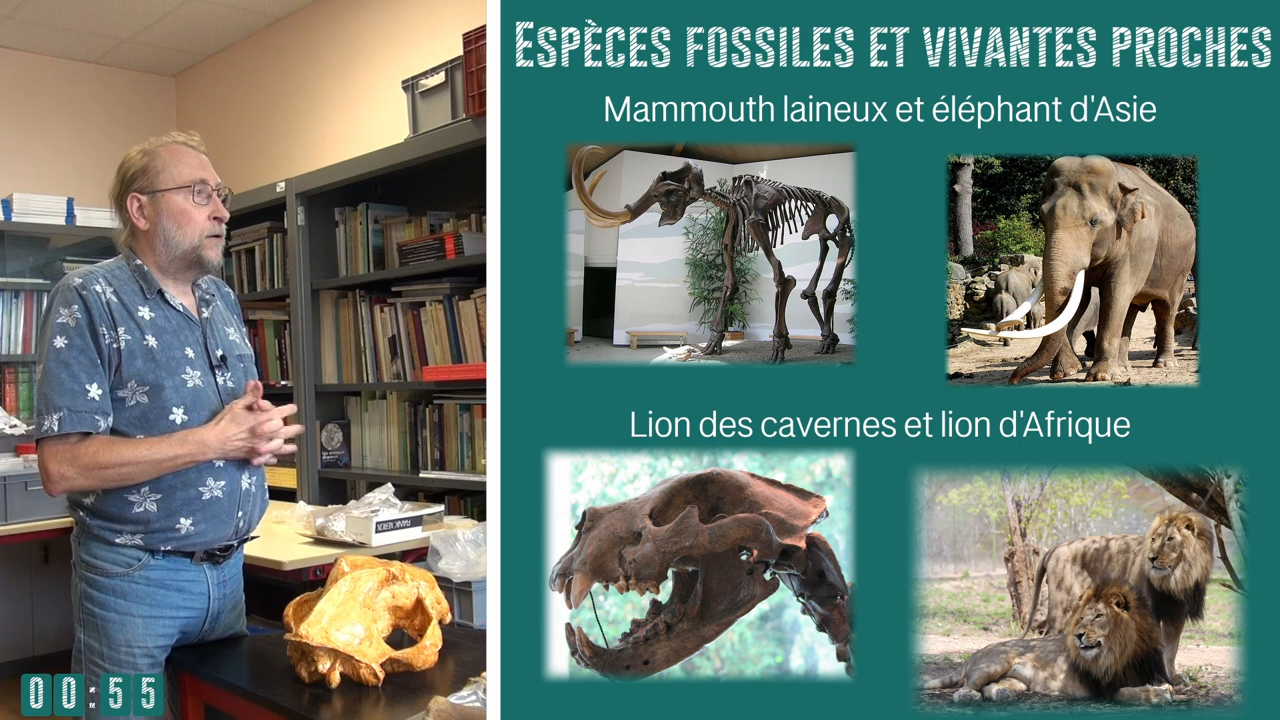 ESPÈCES FOSSILES ET VIVANTES PROCHES
Mammouth laineux et éléphant d'Asie
Lion des cavernes et lion d'Afrique
00:55